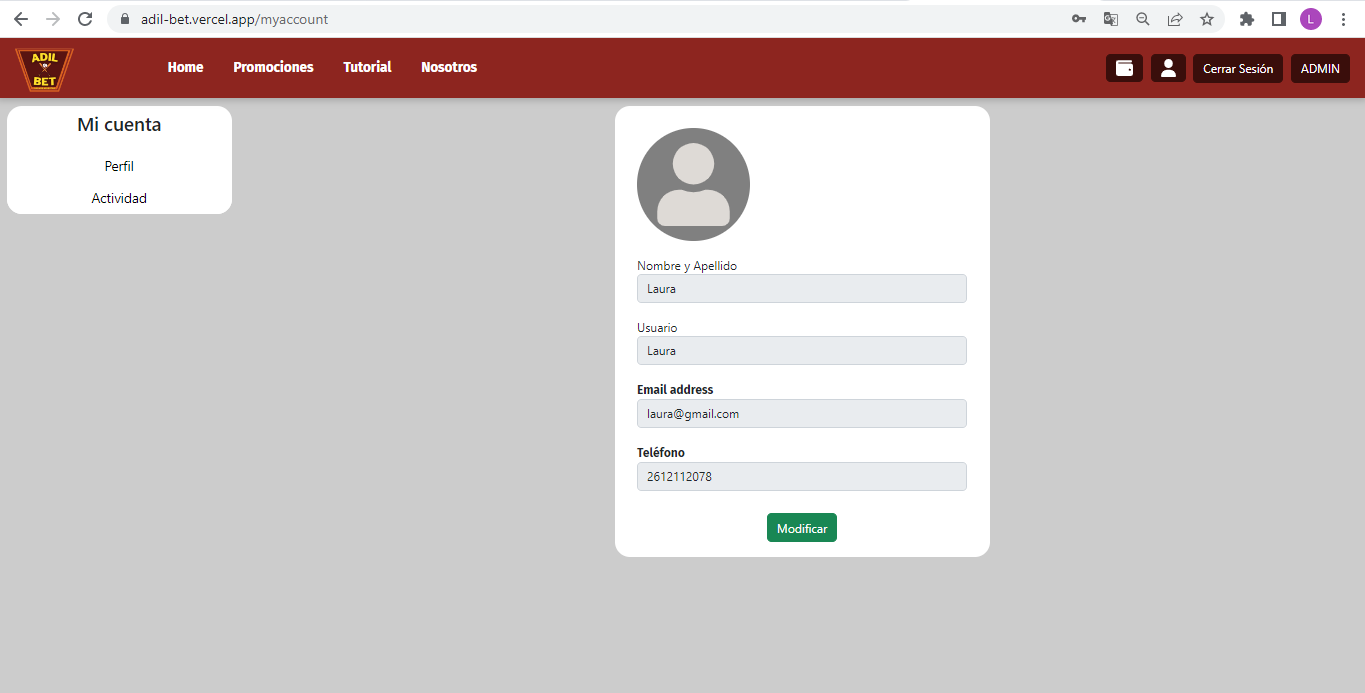 adil-bet.vercel.app/myaccount
L
ADIL
BET
Home Promociones Tutorial Nosotros
Cerrar Sesión ADMIN
Mi cuenta
Perfil
Actividad
Nombre y Apellido
Laura
Usuario
Laura
Email address
laura@gmail.com
Teléfono
2612112078
Modificar